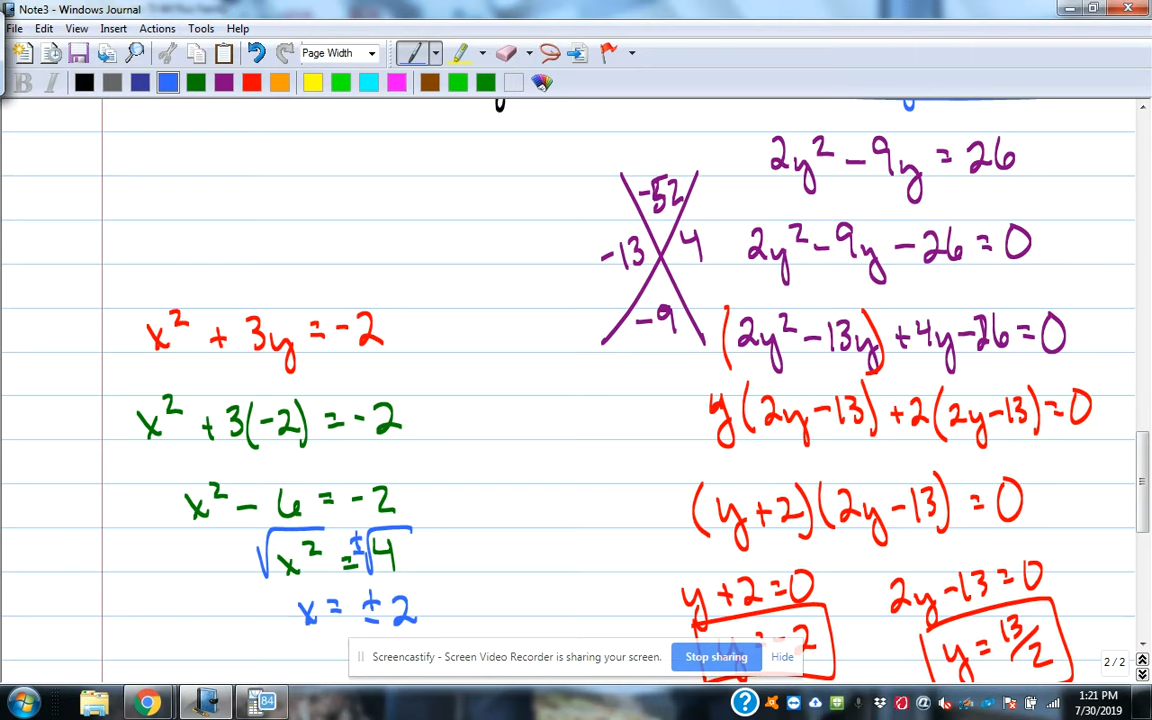 Note3 - Windows Journal
File Edit View Insert Actions Tools Help
Page Width
B I
2y² - 9y = 26
-52
-13 4
-9
2y² - 9y - 26 = 0
(2y² - 13y) + 4y - 26 = 0
y(2y - 13) + 2(2y - 13) = 0
(y + 2)(2y - 13) = 0
y + 2 = 0
2y - 13 = 0
y = -2
y = 13/2
x² + 3y = -2
x² + 3(-2) = -2
x² - 6 = -2
√x² = ±√4
x = ±2
Screencastify - Screen Video Recorder is sharing your screen.
Stop sharing
Hide
2 / 2
84
1:21 PM
7/30/2019